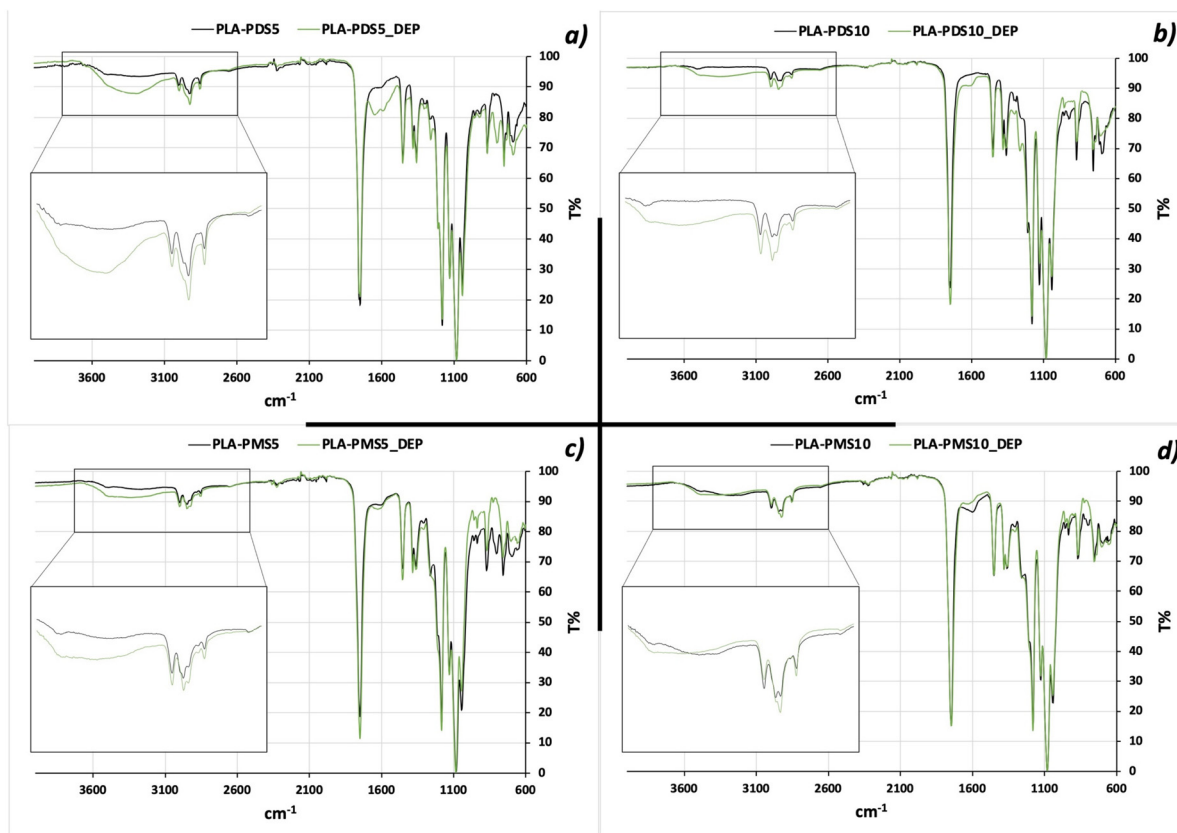 PLA-PDS5 PLA-PDS5_DEP
a)
100
90
80
70
60
50
40
30
20
10
0
T%
3600 3100 2600 2100 1600 1100 600
cm-1
PLA-PDS10 PLA-PDS10_DEP
b)
100
90
80
70
60
50
40
30
20
10
0
T%
3600 3100 2600 2100 1600 1100 600
cm-1
PLA-PMS5 PLA-PMS5_DEP
c)
100
90
80
70
60
50
40
30
20
10
0
T%
3600 3100 2600 2100 1600 1100 600
cm-1
PLA-PMS10 PLA-PMS10_DEP
d)
100
90
80
70
60
50
40
30
20
10
0
T%
3600 3100 2600 2100 1600 1100 600
cm-1